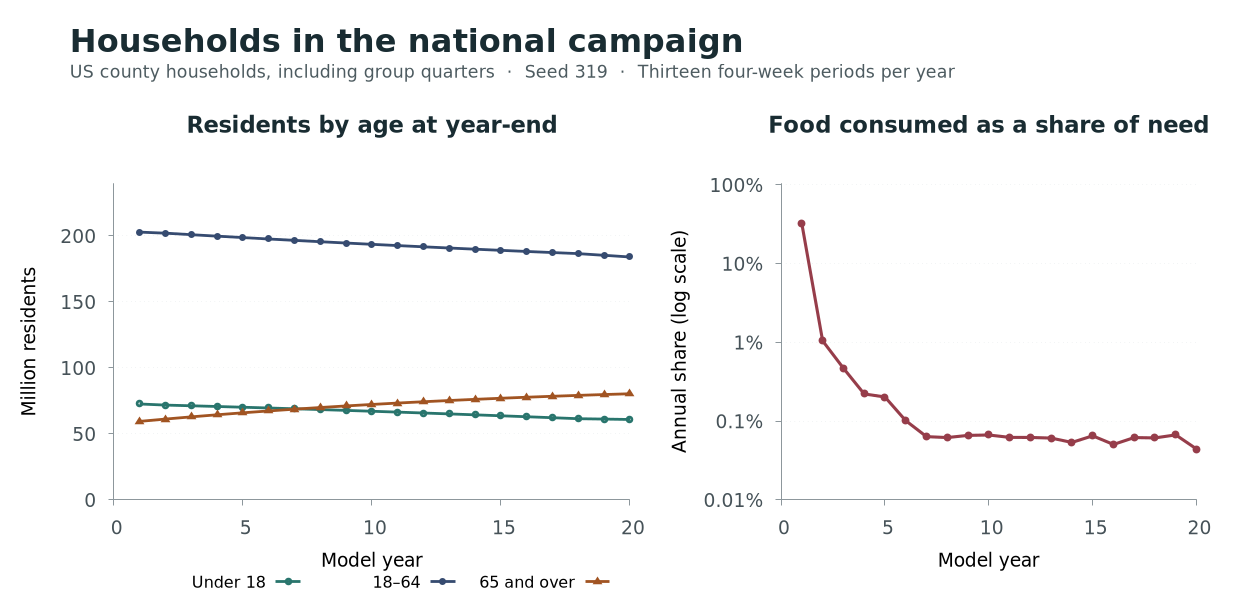 Households in the national campaign
US county households, including group quarters · Seed 319 · Thirteen four-week periods per year
Residents by age at year-end
Million residents
200
150
100
50
0
0 5 10 15 20
Model year
Under 18 18–64 65 and over
Food consumed as a share of need
Annual share (log scale)
100%
10%
1%
0.1%
0.01%
0 5 10 15 20
Model year